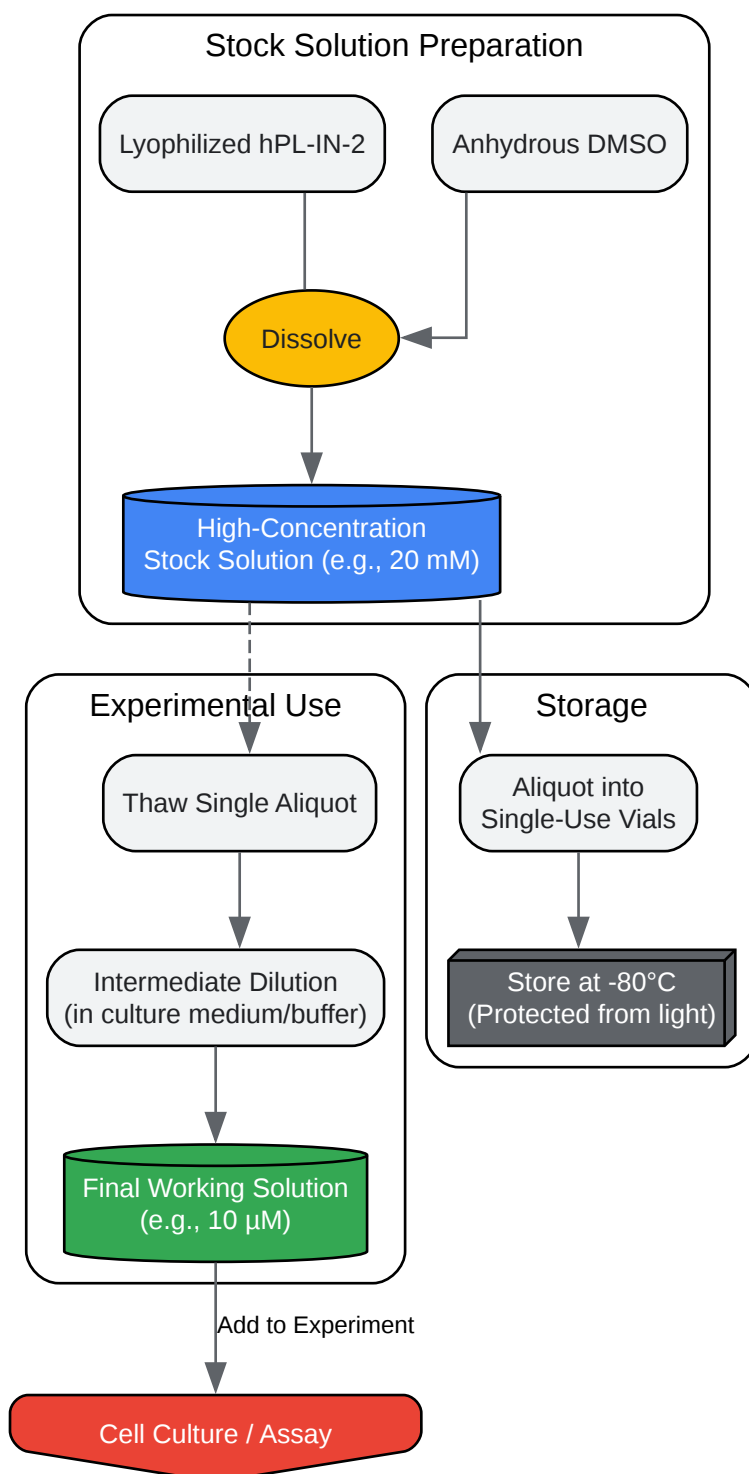 Stock Solution Preparation
Lyophilized hPL-IN-2
Anhydrous DMSO
Dissolve
High-Concentration
Stock Solution (e.g., 20 mM)
Experimental Use
Thaw Single Aliquot
Intermediate Dilution
(in culture medium/buffer)
Final Working Solution
(e.g., 10 µM)
Storage
Aliquot into
Single-Use Vials
Store at -80°C
(Protected from light)
Add to Experiment
Cell Culture / Assay